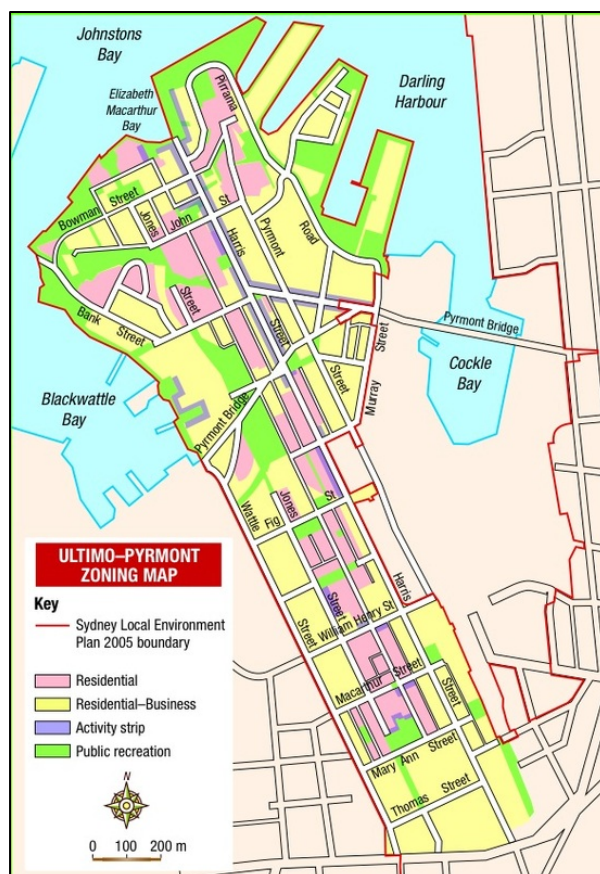 Johnstons
Bay
Elizabeth
Macarthur
Bay
Pirrama
Darling
Harbour
Bowman Street
Jones
John St
Harris
Pyrmont
Road
Bank
Street
Street
Street
Street
Murray
Street
Pyrmont Bridge
Cockle
Bay
Blackwattle
Bay
Pyrmont Bridge
Wattle
Fig
St
Jones
Harris
Street
Street
William Henry St
Macarthur Street
Street
Mary Ann Street
Thomas Street
ULTIMO–PYRMONT
ZONING MAP
Key
Sydney Local Environment
Plan 2005 boundary
Residential
Residential–Business
Activity strip
Public recreation
N
0 100 200 m